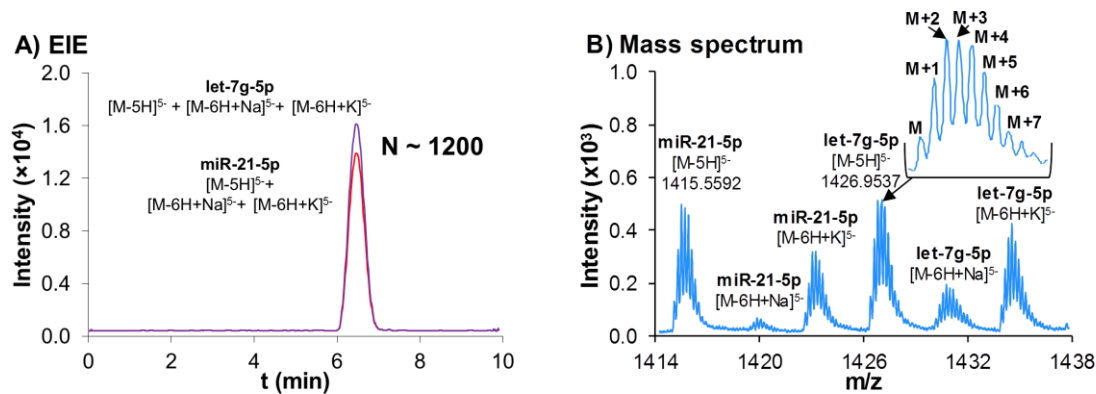 A) EIE
2.0
1.6
1.2
0.8
0.4
0.0
Intensity (×10⁴)
let-7g-5p
[M-5H]⁵⁻ + [M-6H+Na]⁵⁻+ [M-6H+K]⁵⁻
N ~ 1200
miR-21-5p
[M-5H]⁵⁻+
[M-6H+Na]⁵⁻+ [M-6H+K]⁵⁻
0 2 4 6 8 10
t (min)
B) Mass spectrum
1.0
0.8
0.6
0.4
0.2
0
Intensity (x10³)
miR-21-5p
[M-5H]⁵⁻
1415.5592
miR-21-5p
[M-6H+Na]⁵⁻
miR-21-5p
[M-6H+K]⁵⁻
let-7g-5p
[M-5H]⁵⁻
1426.9537
let-7g-5p
[M-6H+Na]⁵⁻
let-7g-5p
[M-6H+K]⁵⁻
M
M+1
M+2
M+3
M+4
M+5
M+6
M+7
1414 1420 1426 1432 1438
m/z